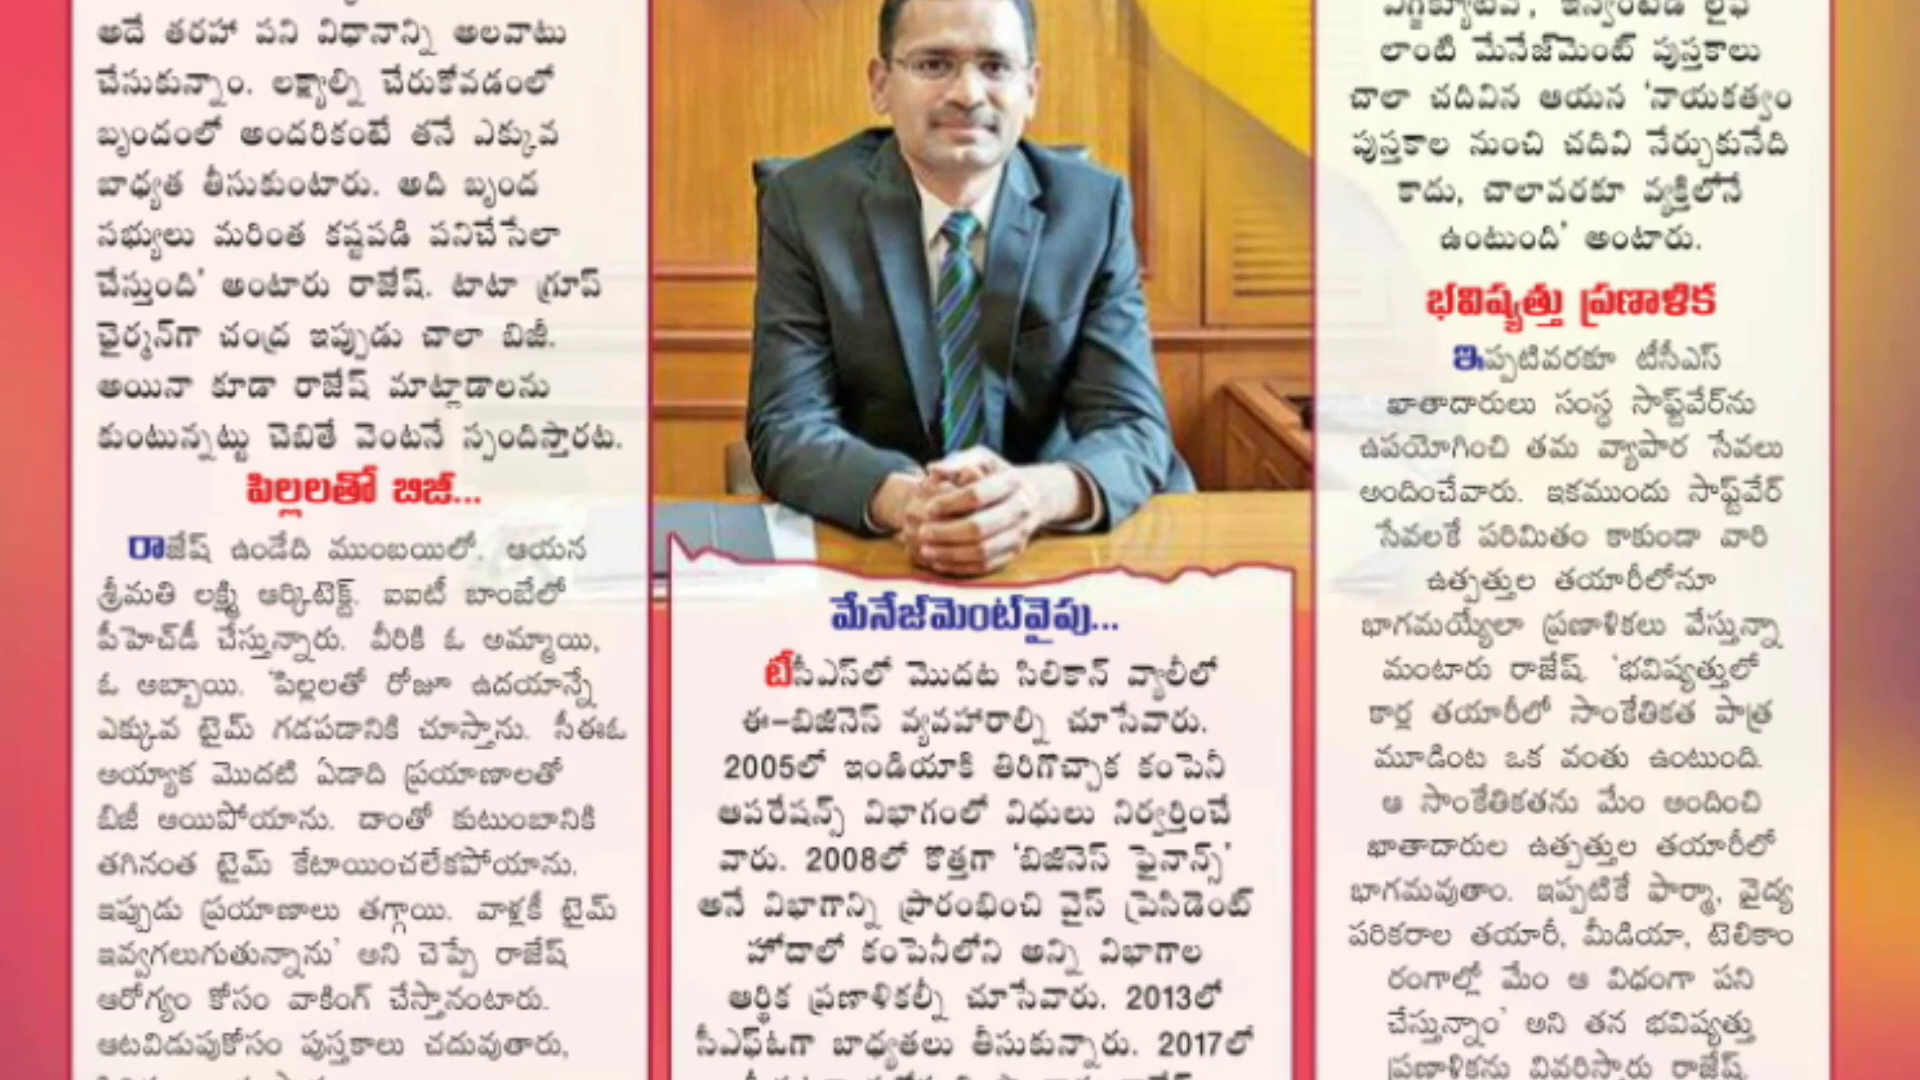 అదే తరహా పని విధానాన్ని అలవాటు
చేసుకున్నాం. లక్ష్యాల్ని చేరుకోవడంలో
బృందంలో అందరికంటే తనే ఎక్కువ
బాధ్యత తీసుకుంటారు. అది బృంద
సభ్యులు మరింత కష్టపడి పనిచేసేలా
చేస్తుంది' అంటారు రాజేష్. టాటా గ్రూప్
ఛైర్మన్‌గా చంద్ర ఇప్పుడు చాలా బిజీ.
అయినా కూడా రాజేష్ మాట్లాడాలను
కుంటున్నట్టు చెబితే వెంటనే స్పందిస్తారట.
పిల్లలతో బిజీ...
రాజేష్ ఉండేది ముంబయిలో. ఆయన
శ్రీమతి లక్ష్మి ఆర్కిటెక్ట్. ఐఐటీ బాంబేలో
పీహెచ్‌డీ చేస్తున్నారు. వీరికి ఓ అమ్మాయి,
ఓ అబ్బాయి. 'పిల్లలతో రోజూ ఉదయాన్నే
ఎక్కువ టైమ్ గడపడానికి చూస్తాను. సీఈఓ
అయ్యాక మొదటి ఏడాది ప్రయాణాలతో
బిజీ అయిపోయాను. దాంతో కుటుంబానికి
తగినంత టైమ్ కేటాయించలేకపోయాను.
ఇప్పుడు ప్రయాణాలు తగ్గాయి. వాళ్లకీ టైమ్
ఇవ్వగలుగుతున్నాను' అని చెప్పే రాజేష్
ఆరోగ్యం కోసం వాకింగ్ చేస్తానంటారు.
ఆటవిడుపుకోసం పుస్తకాలు చదువుతారు,
మేనేజ్‌మెంట్‌వైపు...
టీసీఎస్‌లో మొదట సిలికాన్ వ్యాలీలో
ఈ-బిజినెస్ వ్యవహారాల్ని చూసేవారు.
2005లో ఇండియాకి తిరిగొచ్చాక కంపెనీ
ఆపరేషన్స్ విభాగంలో విధులు నిర్వర్తించే
వారు. 2008లో కొత్తగా 'బిజినెస్ ఫైనాన్స్'
అనే విభాగాన్ని ప్రారంభించి వైస్ ప్రెసిడెంట్
హోదాలో కంపెనీలోని అన్ని విభాగాల
ఆర్థిక ప్రణాళికల్నీ చూసేవారు. 2013లో
సీఎఫ్‌ఓగా బాధ్యతలు తీసుకున్నారు. 2017లో
ఎగ్జిక్యూటివ్', ఇన్వెంటెడ్ లైఫ్
లాంటి మేనేజ్‌మెంట్ పుస్తకాలు
చాలా చదివిన ఆయన 'నాయకత్వం
పుస్తకాల నుంచి చదివి నేర్చుకునేది
కాదు, చాలావరకూ వ్యక్తిలోనే
ఉంటుంది' అంటారు.
భవిష్యత్తు ప్రణాళిక
ఇప్పటివరకూ టీసీఎస్
ఖాతాదారులు సంస్థ సాఫ్ట్‌వేర్‌ను
ఉపయోగించి తమ వ్యాపార సేవలు
అందించేవారు. ఇకముందు సాఫ్ట్‌వేర్
సేవలకే పరిమితం కాకుండా వారి
ఉత్పత్తుల తయారీలోనూ
భాగమయ్యేలా ప్రణాళికలు వేస్తున్నా
మంటారు రాజేష్. 'భవిష్యత్తులో
కార్ల తయారీలో సాంకేతికత పాత్ర
మూడింట ఒక వంతు ఉంటుంది.
ఆ సాంకేతికతను మేం అందించి
ఖాతాదారుల ఉత్పత్తుల తయారీలో
భాగమవుతాం. ఇప్పటికే ఫార్మా, వైద్య
పరికరాల తయారీ, మీడియా, టెలికాం
రంగాల్లో మేం ఆ విధంగా పని
చేస్తున్నాం' అని తన భవిష్యత్తు
ప్రణాళికను వివరిస్తారు రాజేష్.